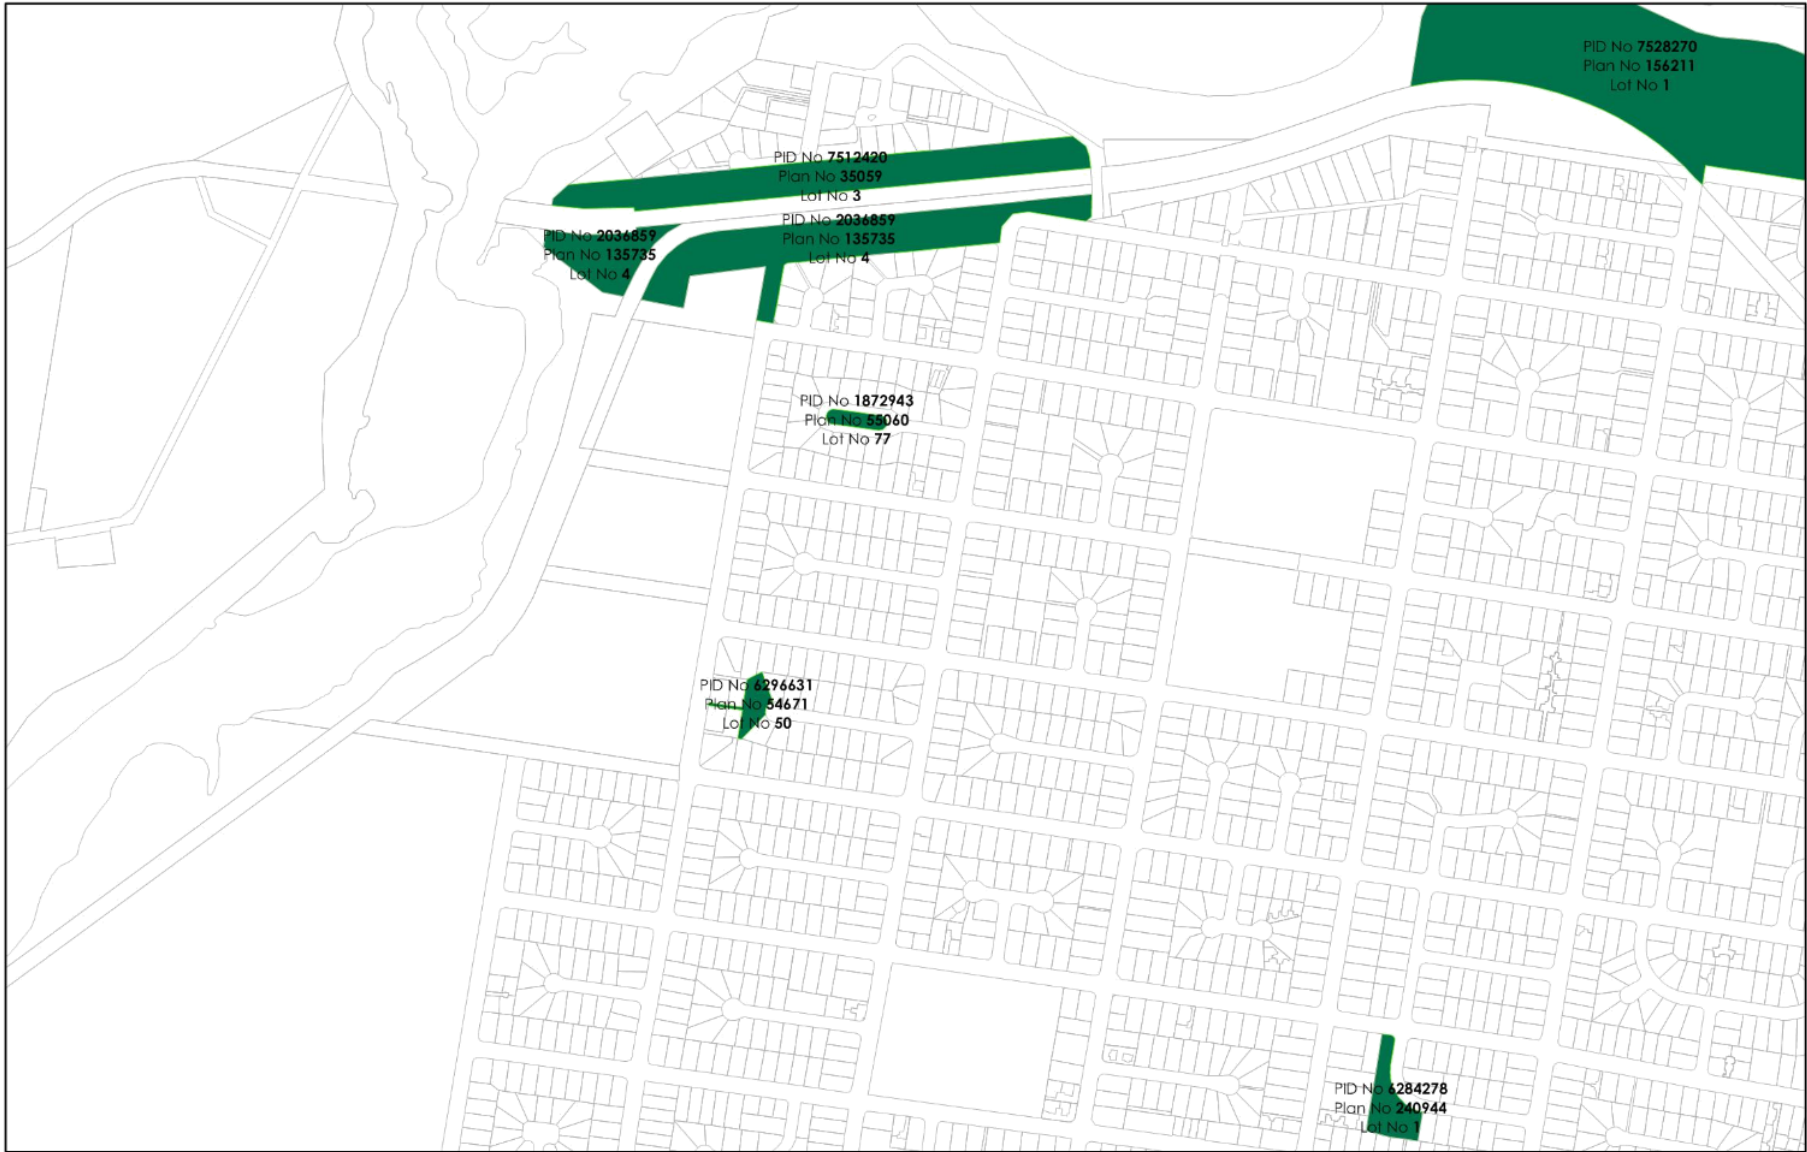 PID No 7528270
Plan No 156211
Lot No 1
PID No 7512420
Plan No 35059
Lot No 3
PID No 2036859
Plan No 135735
Lot No 4
PID No 2036859
Plan No 135735
Lot No 4
PID No 1872943
Plan No 55060
Lot No 77
PID No 6296631
Plan No 54671
Lot No 50
PID No 6284278
Plan No 240944
Lot No 1